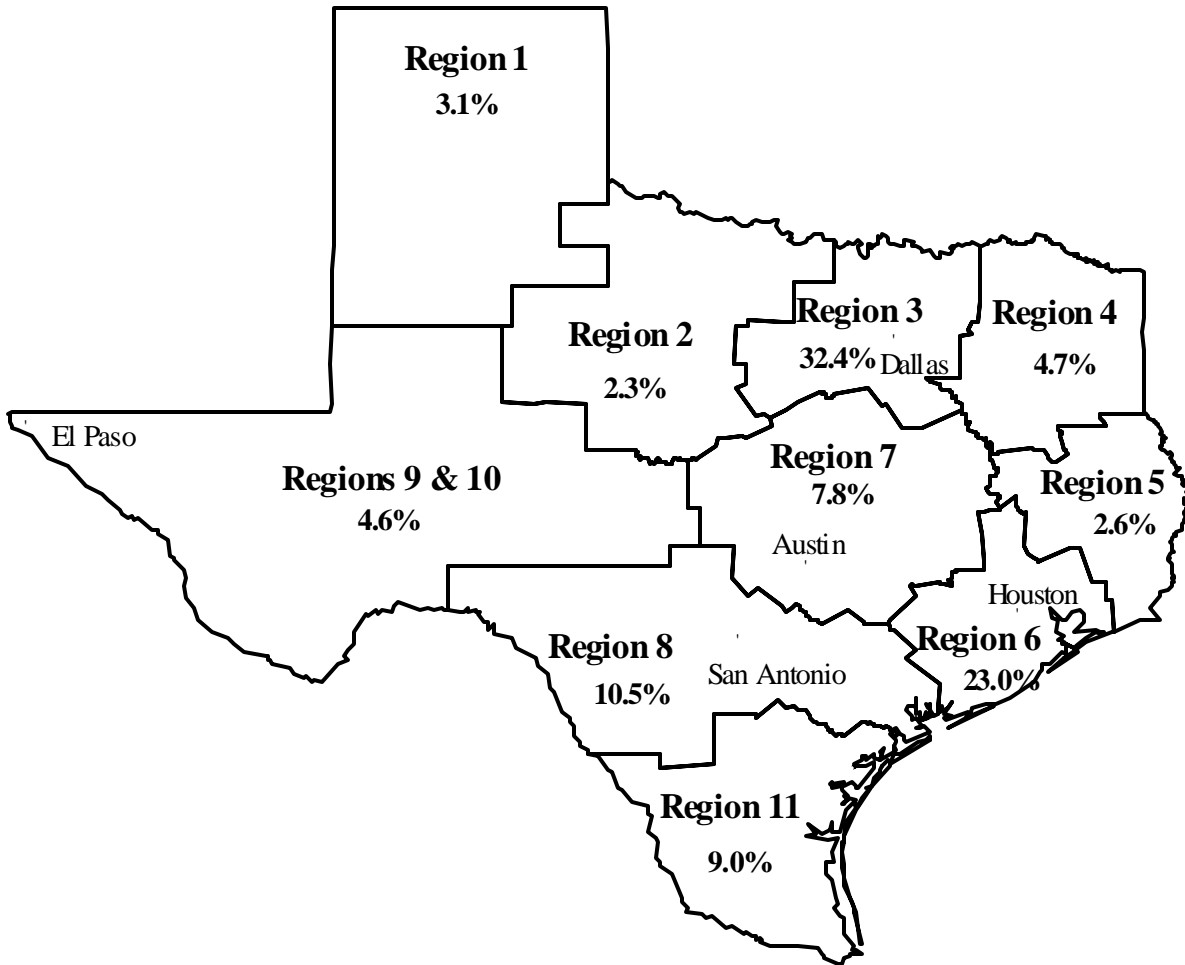 Region 1
3.1%
Region 2
2.3%
Region 3
32.4%
Dallas
Region 4
4.7%
El Paso
Regions 9 & 10
4.6%
Region 7
7.8%
Austin
Region 5
2.6%
Houston
Region 6
23.0%
Region 8
10.5%
San Antonio
Region 11
9.0%